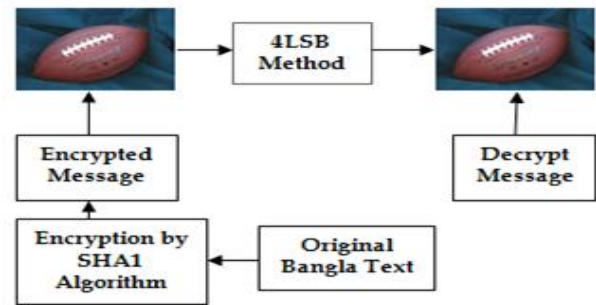 4LSB
Method
Encrypted
Message
Decrypt
Message
Encryption by
SHA1
Algorithm
Original
Bangla Text